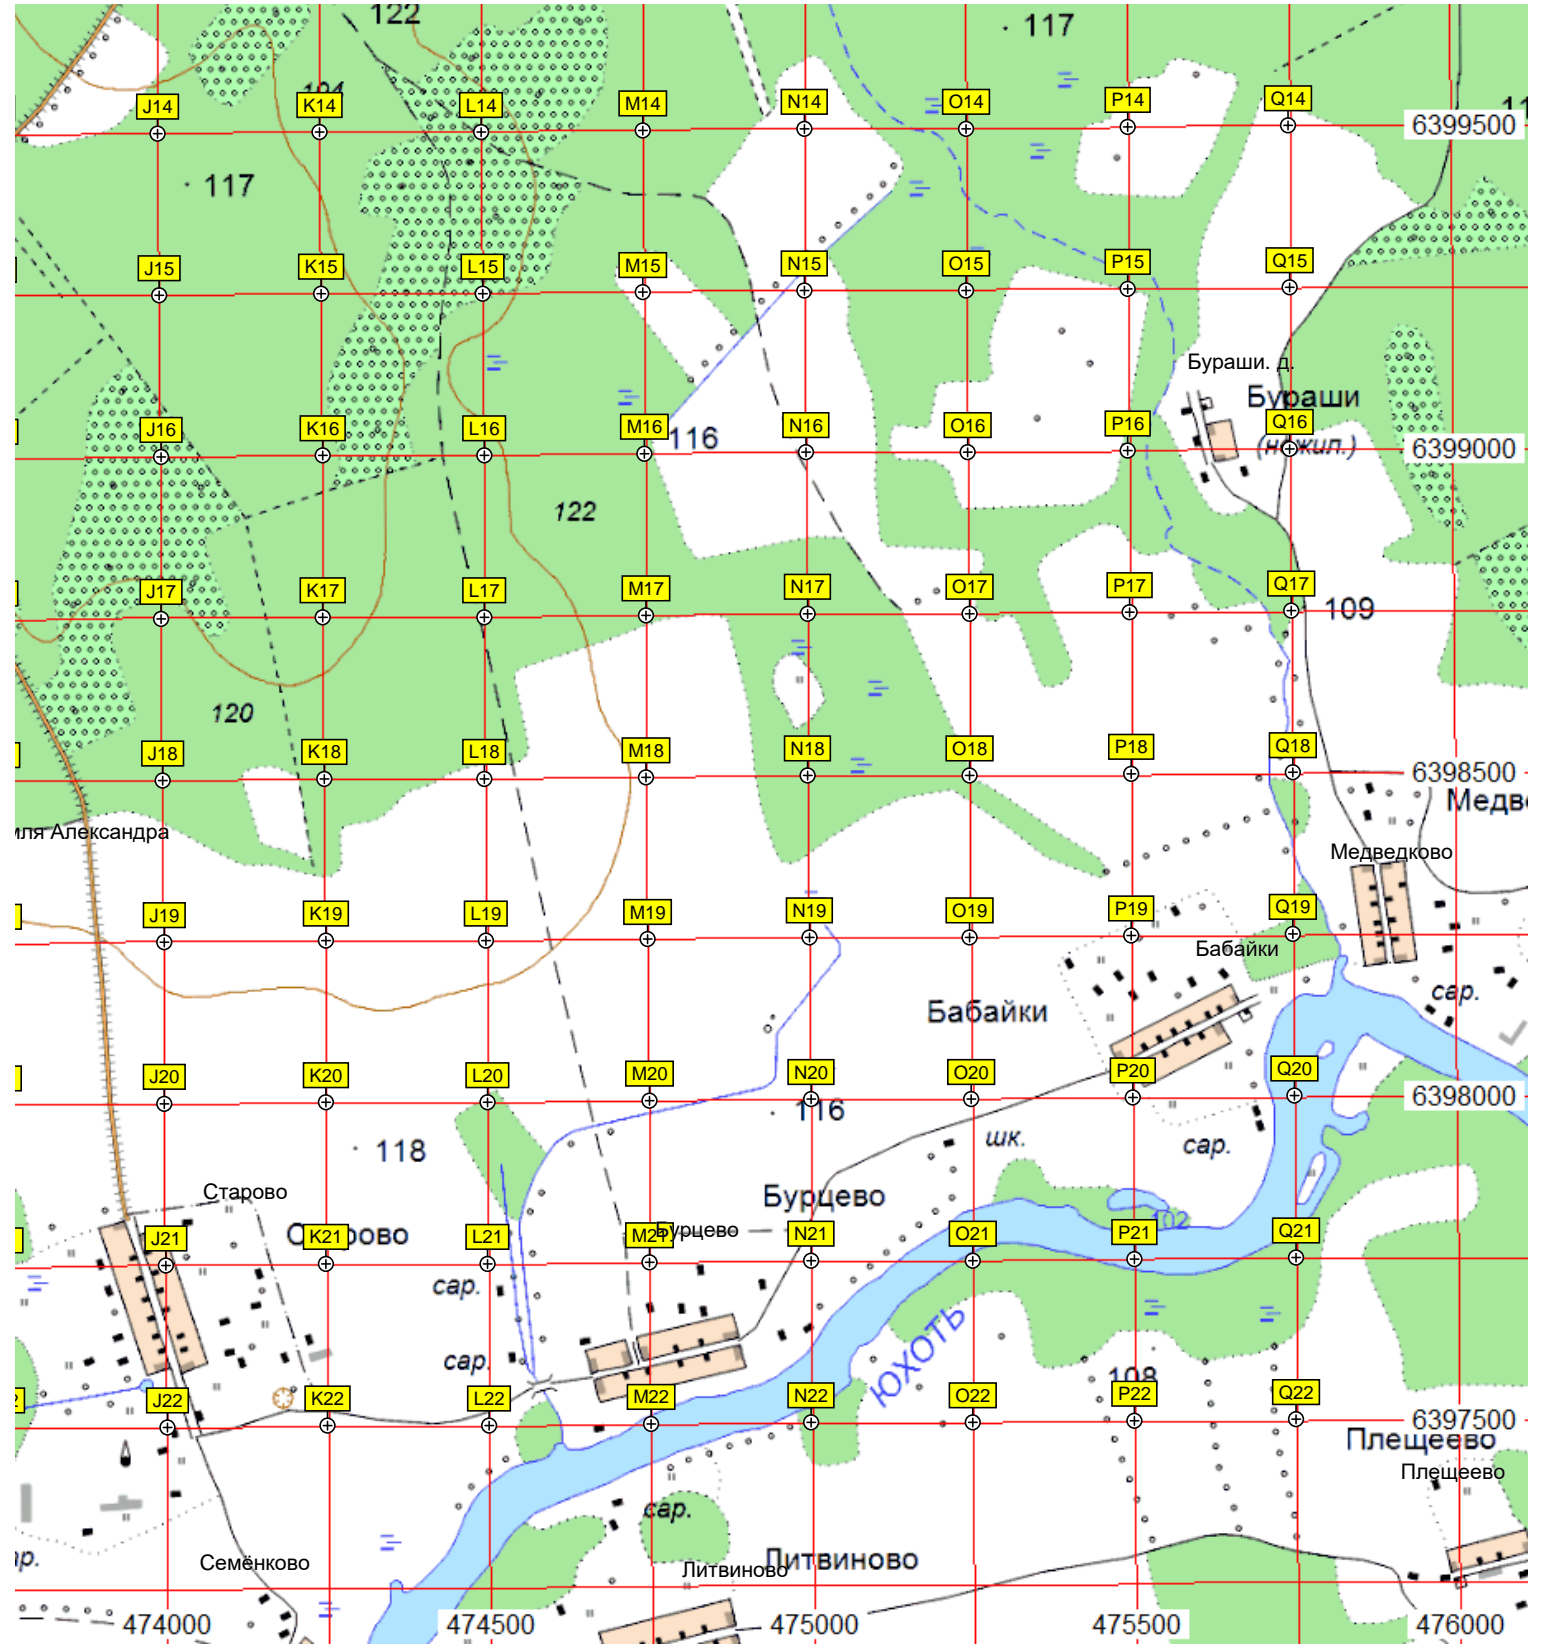 122
117
194
J14 K14 L14 M14 N14 O14 P14 Q14
6399500
117
J15 K15 L15 M15 N15 O15 P15 Q15
Бураши. д.
Бураши
J16 K16 L16 M16 N16 O16 P16 Q16
116
(нежил.)
6399000
122
J17 K17 L17 M17 N17 O17 P17 Q17
109
120
J18 K18 L18 M18 N18 O18 P18 Q18
6398500
Медв
мля Александра
Медведково
J19 K19 L19 M19 N19 O19 P19 Q19
Бабайки
сар.
Бабайки
J20 K20 L20 M20 N20 O20 P20 Q20
6398000
116
118
шк.
сар.
Старово
Бурцево
Старово
Бурцево
J21 K21 L21 M21 N21 O21 P21 Q21
сар.
ЮХОТЬ
сар.
108
J22 K22 L22 M22 N22 O22 P22 Q22
6397500
Плещеево
Плещеево
сар.
ар.
Семёнково
Литвиново
Литвиново
474000 474500 475000 475500 476000